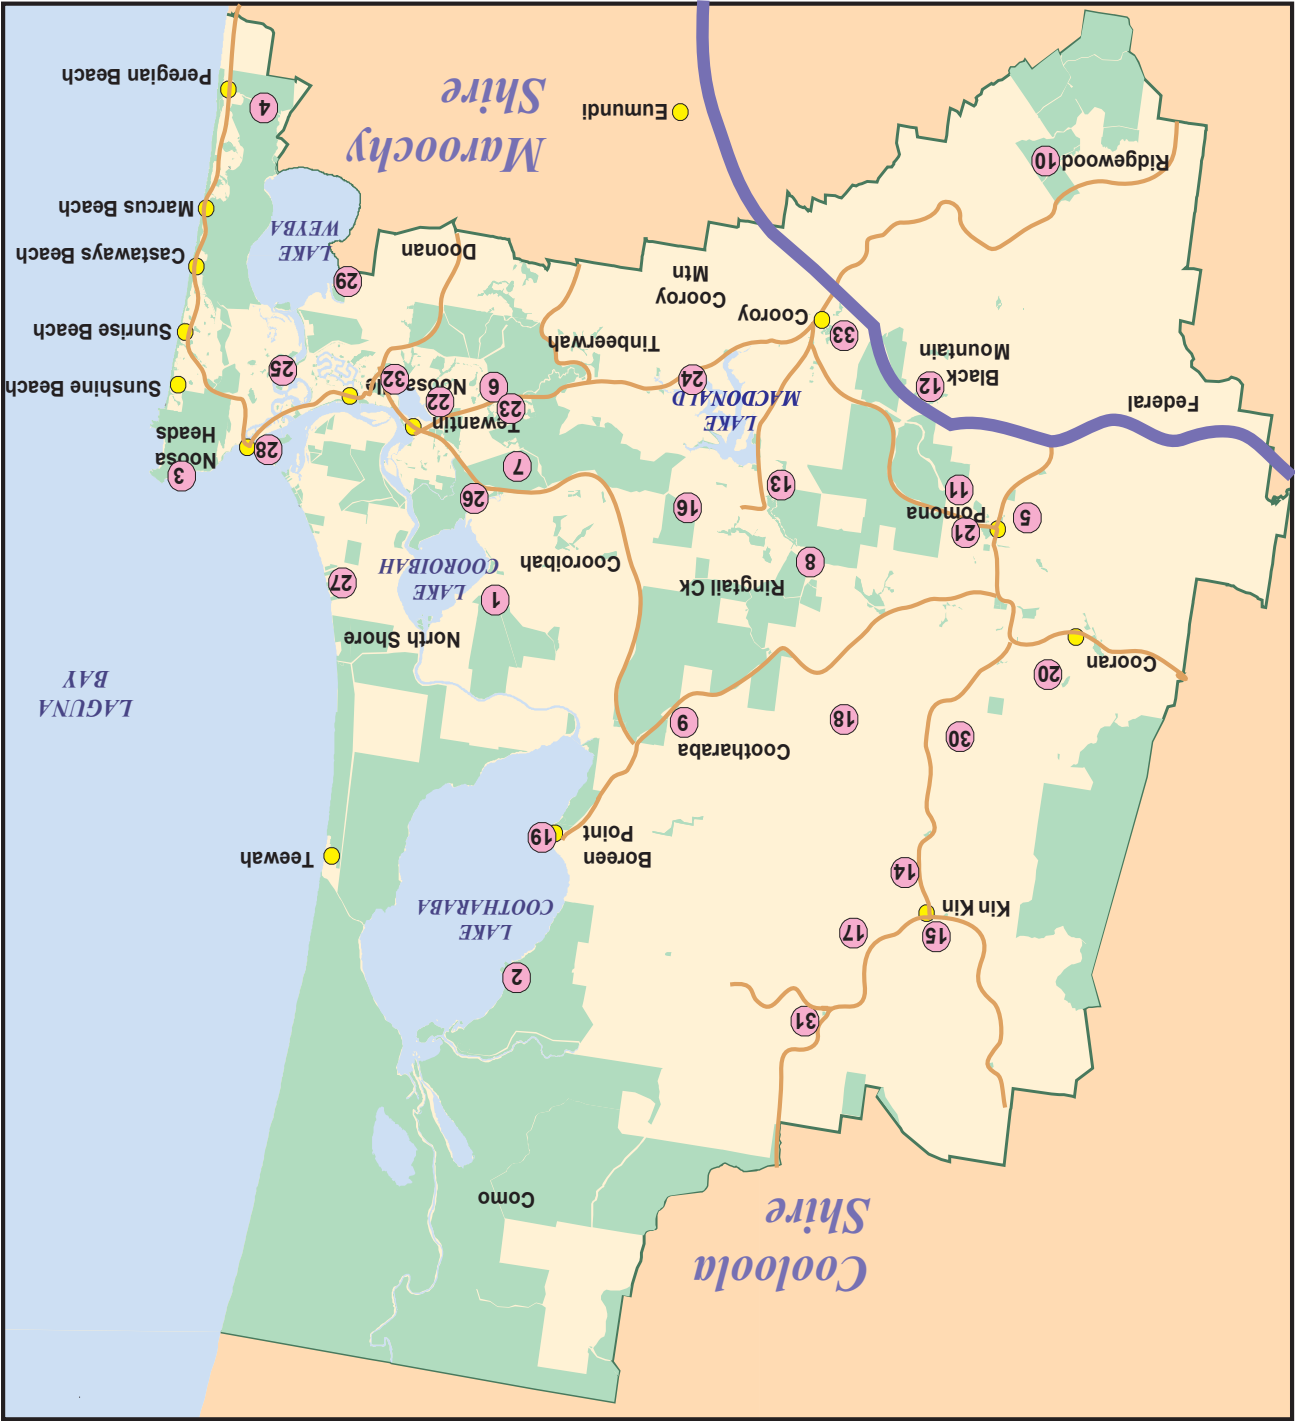 Cooloola
Shire
Como
31
2
17
15
Kin Kin
LAKE
COOTHARABA
14
Boreen
Point
Teewah
19
Cootharaba
30
18
9
LAGUNA
BAY
20
Cooran
North Shore
1
27
Ringtail Ck
LAKE
COOROIBAH
Cooroibah
8
21
5
Pomona
16
11
26
13
3
7
Noosa
Heads
28
LAKE
MACDONALD
Tewantin
23
22
Federal
Black
Mountain
12
6
Noosa
le
32
24
Sunshine Beach
25
Tinbeerwah
33
Sunrise Beach
Cooroy
Cooroy
Mtn
29
Castaways Beach
Doonan
LAKE
WEYBA
Marcus Beach
Ridgewood
10
Maroochy
Shire
Eumundi
4
Peregian Beach